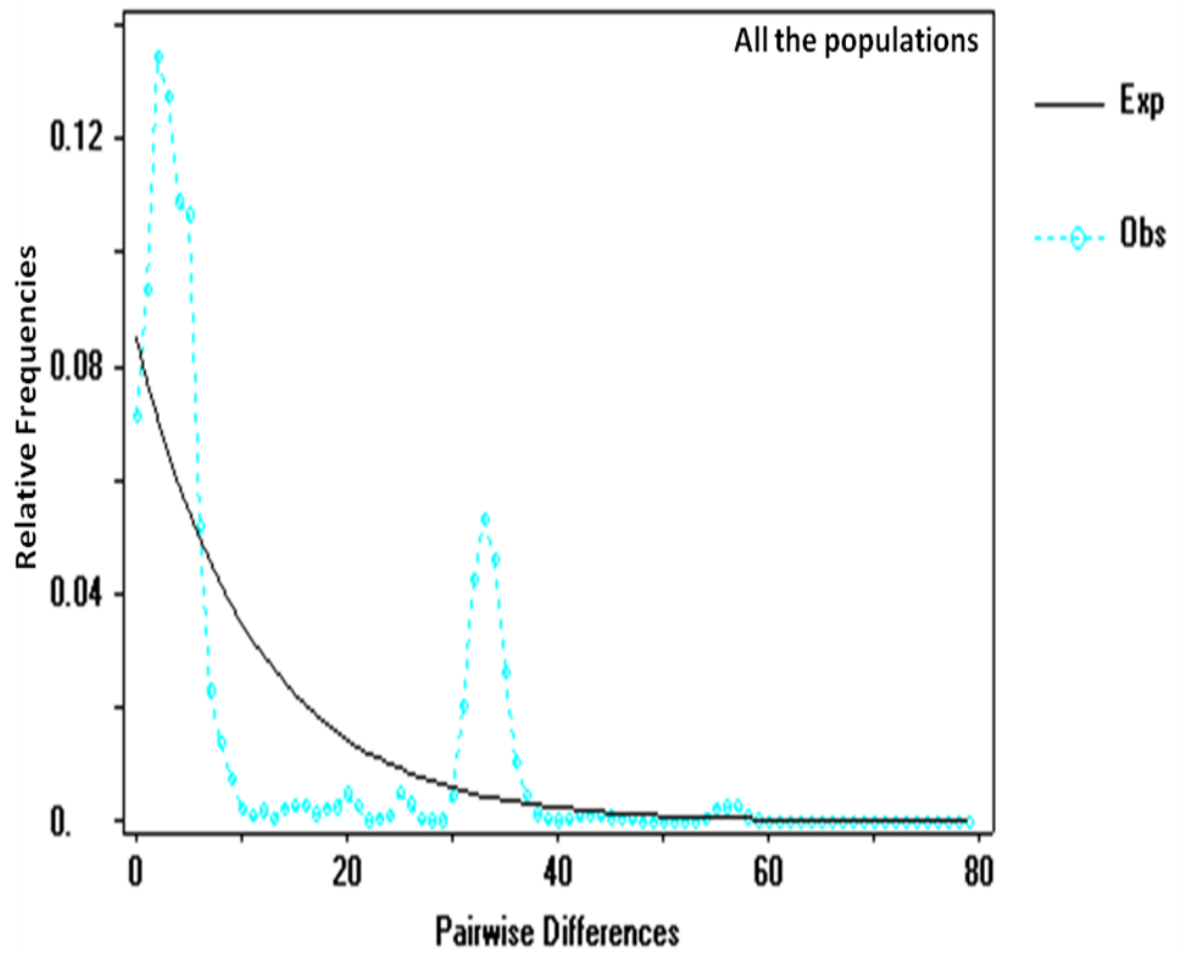 All the populations
Exp
Obs
0.12
0.08
0.04
0.
Relative Frequencies
0 20 40 60 80
Pairwise Differences